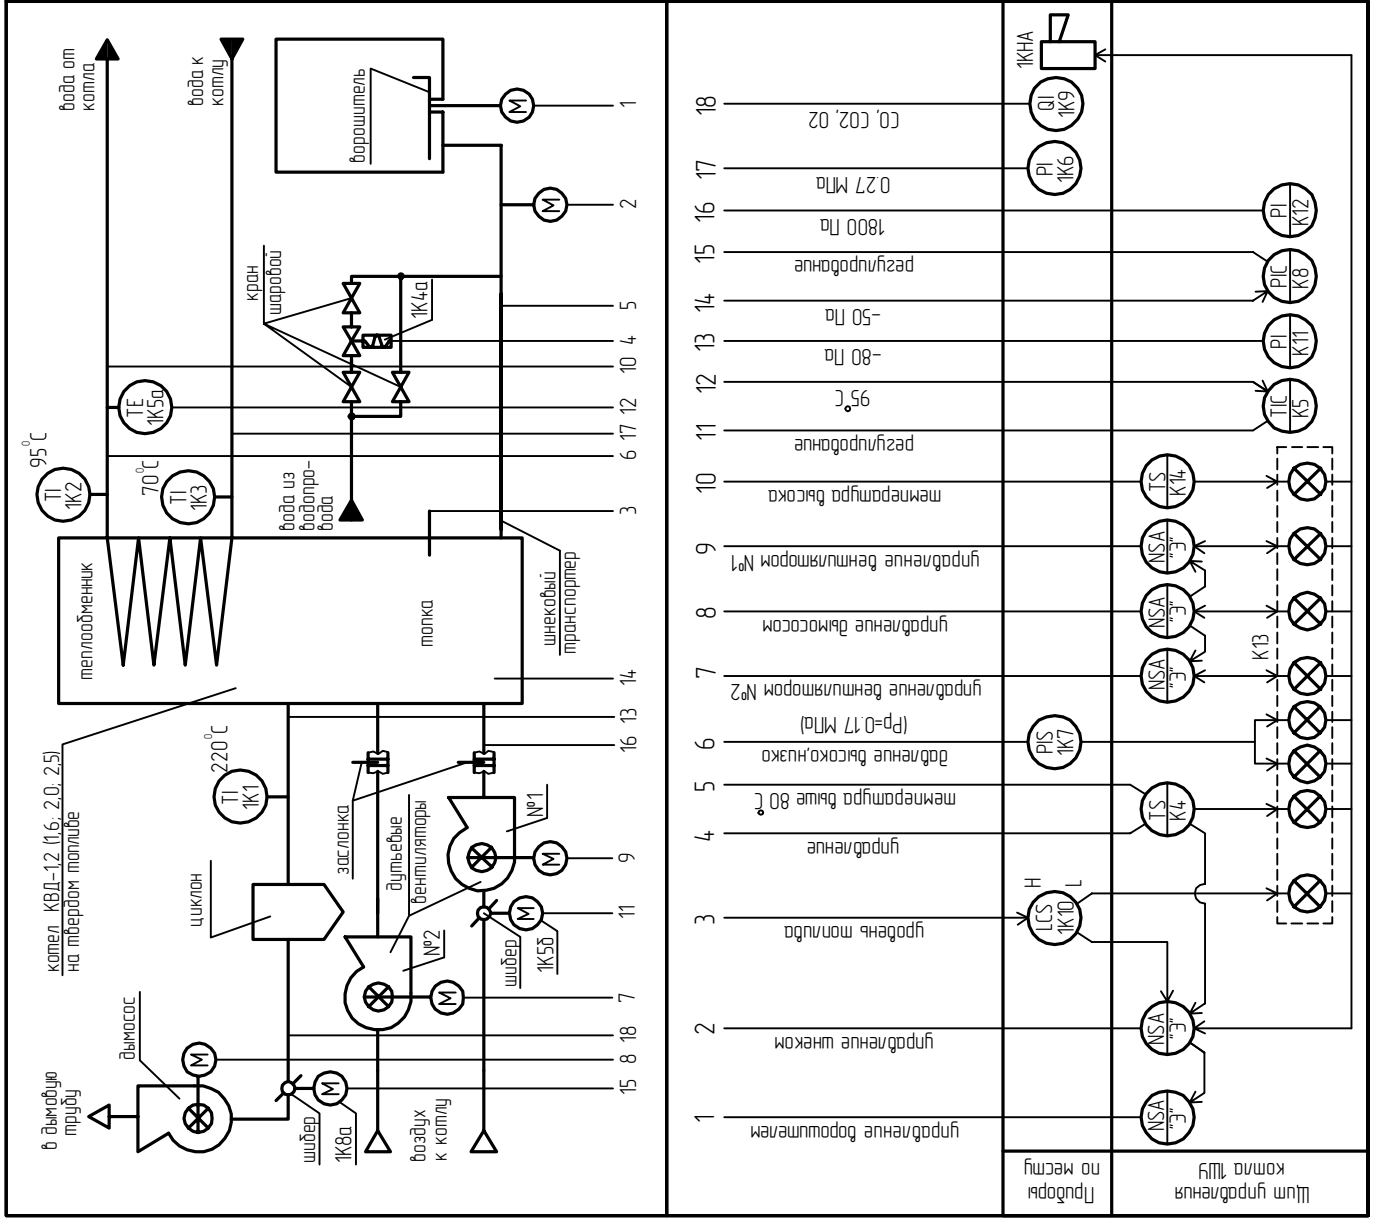 вода от
котла
вода к
котлу
ворошитель
M
1
M
2
кран
шаровой
1К4а
5
4
10
TE
1К5а
12
17
6
95°С
TI
1К2
70°С
TI
1К3
вода из
водопро-
вода
3
теплообменник
топка
шнековый
транспортер
14
13
16
котел КВД-1,2 (1,6; 2,0; 2,5)
на твердом топливе
220°С
TI
1К1
заслонка
дутьевые
вентиляторы
№1
M
9
циклон
11
M
1К5б
шибер
№2
M
7
дымосос
18
M
8
15
в дымовую
трубу
шибер
M
1К8а
воздух
к котлу
18
СО, СО2, О2
QI
1К9
1КНА
17
0.27 МПа
PI
1К6
16
1800 Па
PI
К12
15
регулирование
PIC
К8
14
-50 Па
13
-80 Па
PI
К11
12
95°С
TIC
К5
11
регулирование
10
температура высока
TS
К14
9
управление вентилятором №1
NSA
"Э"
8
управление дымососом
NSA
"Э"
К13
7
управление вентилятором №2
NSA
"Э"
6
(Рр=0.17 МПа)
давление высоко,низко
PIS
1К7
5
температура выше 80°С
TS
К4
4
управление
3
уровень топлива
LCS
1К10
H
L
2
управление шнеком
NSA
"Э"
1
управление ворошителем
NSA
"Э"
Приборы
по месту
Щит управления
котла 1ЩУ